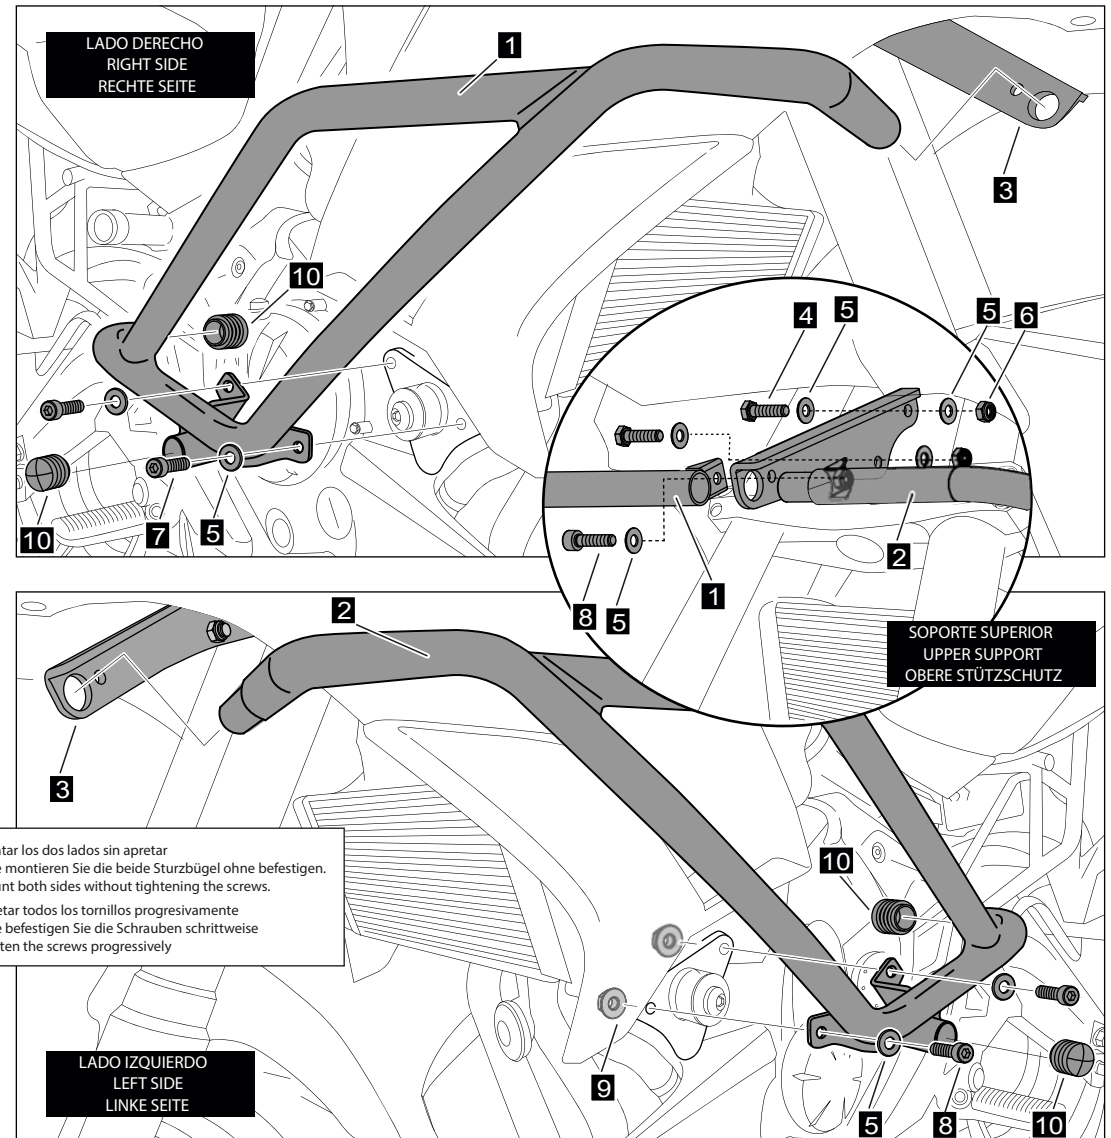 LADO DERECHO
RIGHT SIDE
RECHTE SEITE
1
3
10
4
5
5
6
10
7
5
8
5
1
2
SOPORTE SUPERIOR
UPPER SUPPORT
OBERE STÜTZSCHUTZ
2
3
tar los dos lados sin apretar
e montieren Sie die beide Sturzbügel ohne befestigen.
unt both sides without tightening the screws.
etar todos los tornillos progresivamente
e befestigen Sie die Schrauben schrittweise
ten the screws progressively
10
9
LADO IZQUIERDO
LEFT SIDE
LINKE SEITE
5
8
10